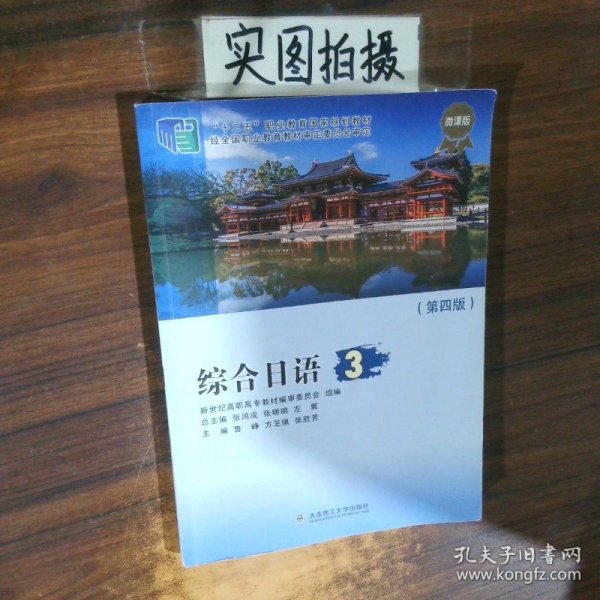 实图拍摄
“十二五”职业教育国家规划教材
经全国职业教育教材审定委员会审定
微课版
(第四版)
综合日语 3
新世纪高职高专教材编审委员会 组编
总主编 张鸿成 张明明 左翼
主 编 鲁 峥 方芝佩 张胜芳
大连理工大学出版社
孔夫子旧书网
www.kongfz.com